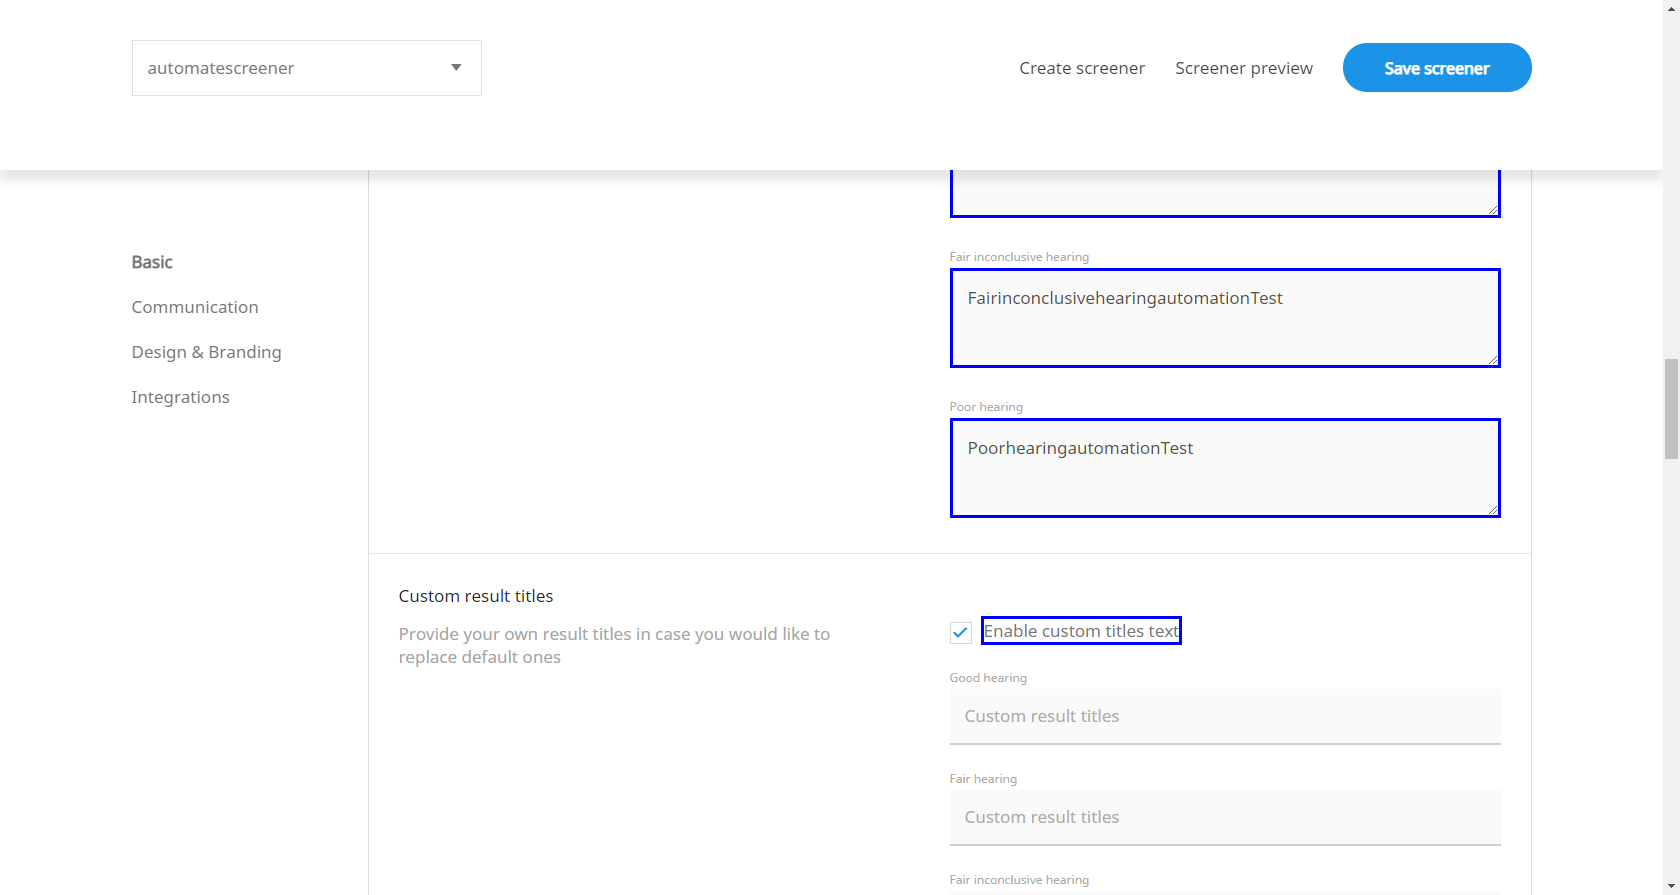 automatescreener
Create screener
Screener preview
Save screener
Basic
Communication
Design & Branding
Integrations
Fair inconclusive hearing
FairinconclusivehearingautomationTest
Poor hearing
PoorhearingautomationTest
Custom result titles
Provide your own result titles in case you would like to
replace default ones
Enable custom titles text
Good hearing
Custom result titles
Fair hearing
Custom result titles
Fair inconclusive hearing